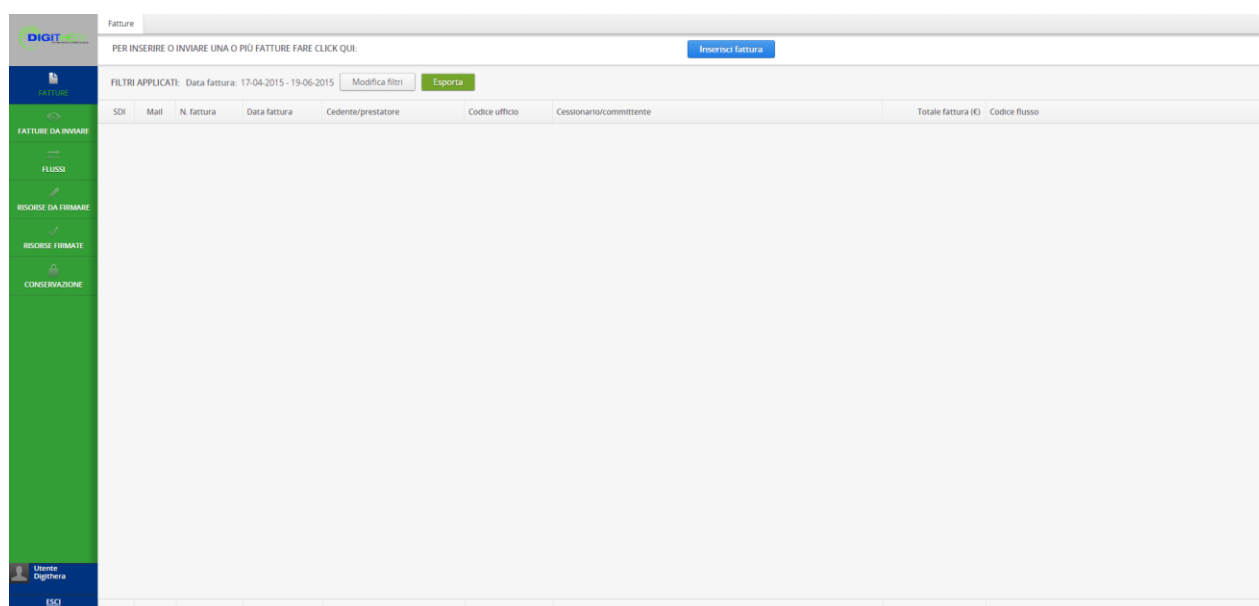 DIGIT
Fatture
PER INSERIRE O INVIARE UNA O PIÙ FATTURE FARE CLICK QUI:
Inserisci fattura
FATTURE
FILTRI APPLICATI: Data fattura: 17-04-2015 - 19-06-2015
Modifica filtri
Esporta
SDI Mail N. fattura Data fattura Cedente/prestatore Codice ufficio Cessionario/committente Totale fattura (€) Codice flusso
FATTURE DA INVIARE
FLUSSI
RISORSE DA FIRMARE
RISORSE FIRMATE
CONSERVAZIONE
Utente
Digithera
ESCI